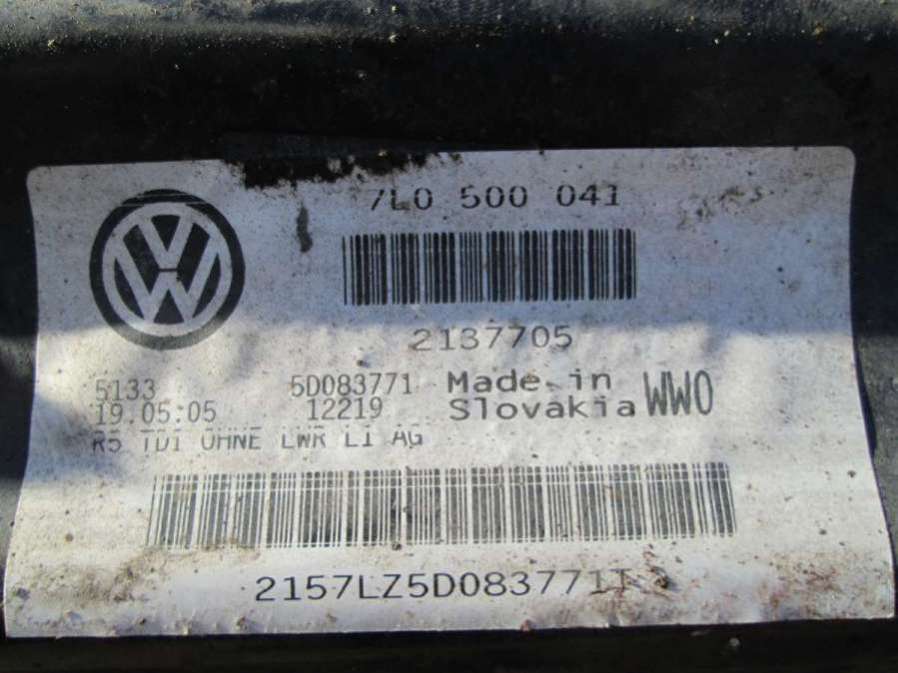 7L0 500 041
2137705
5133 5D083771 Made in
19.05:05 12219 Slovakia WWO
R5 TDI OHNE LWR LI AG